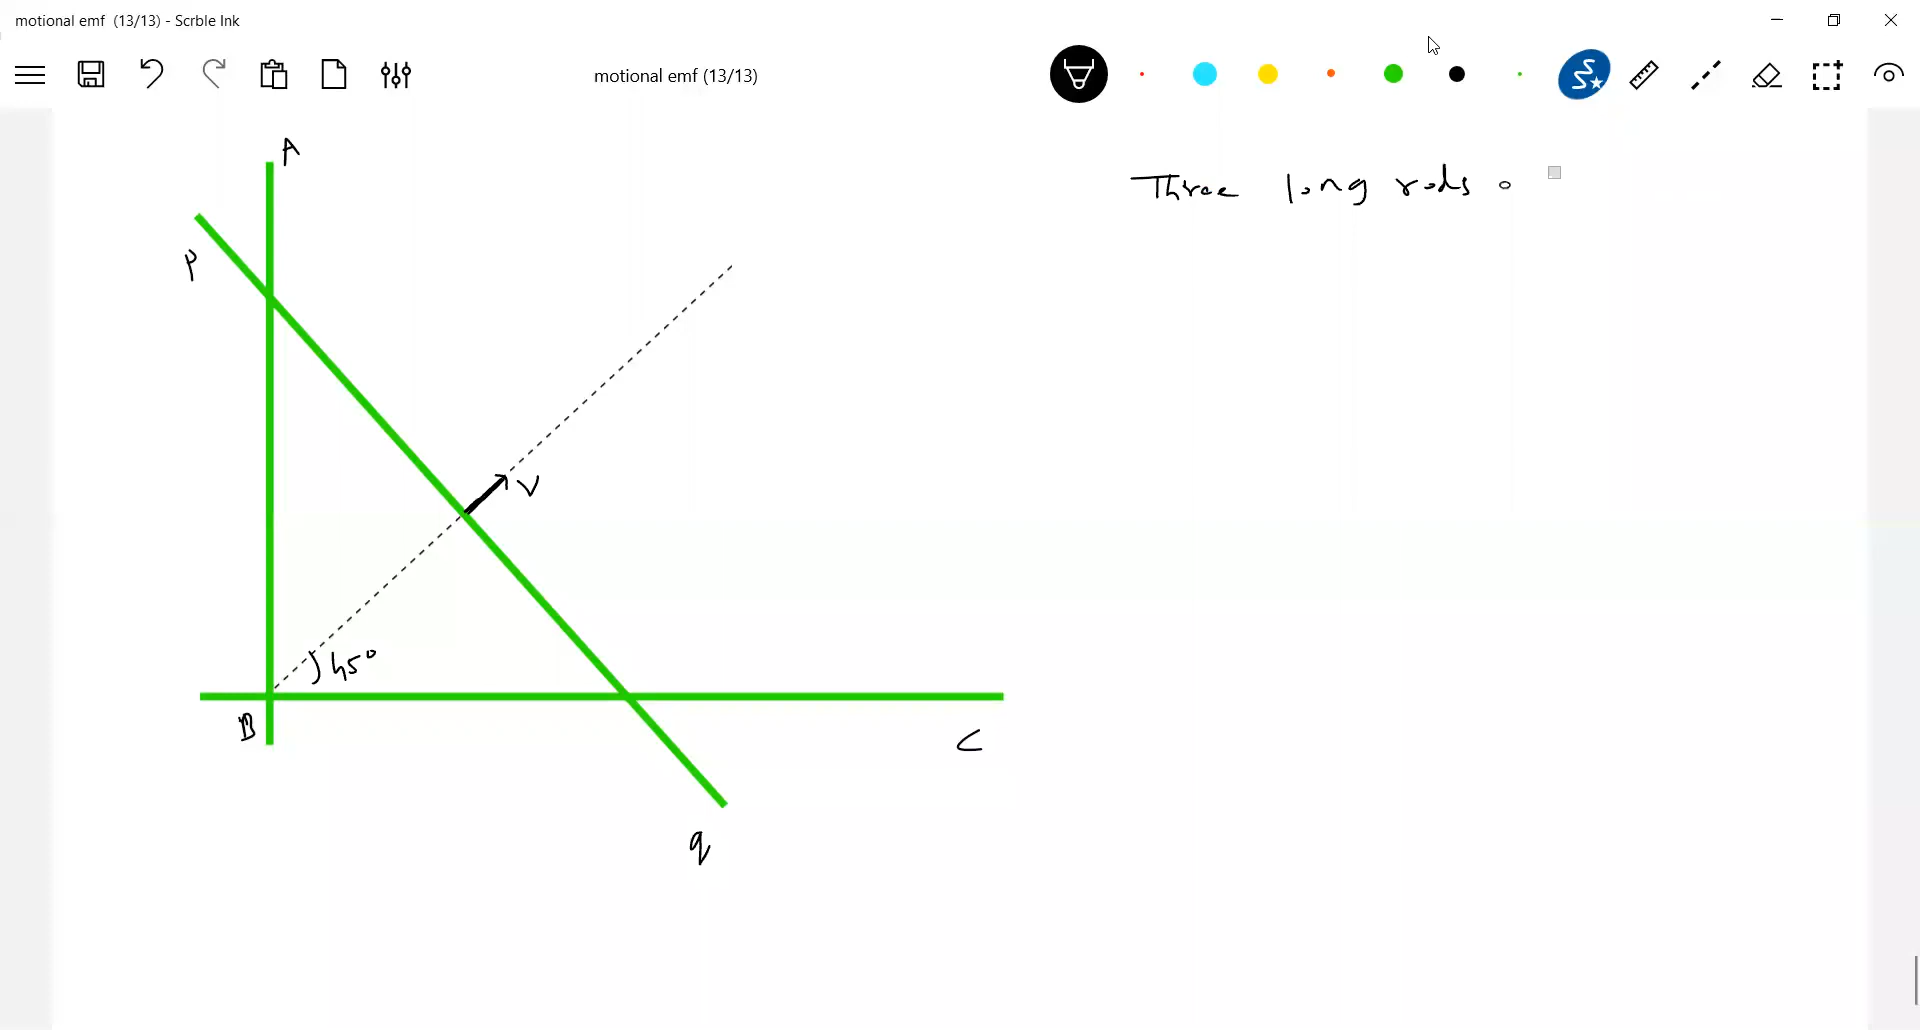 motional emf (13/13) - Scrble Ink
motional emf (13/13)
A
Three long rods o
P
V
45°
B
C
q